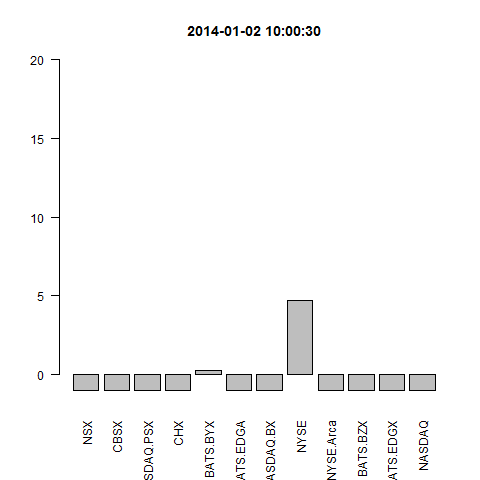 2014-01-02 10:00:30
20
15
10
5
0
NSX
CBSX
SDAQ.PSX
CHX
BATS.BYX
ATS.EDGA
ASDAQ.BX
NYSE
NYSE.Arca
BATS.BZX
ATS.EDGX
NASDAQ